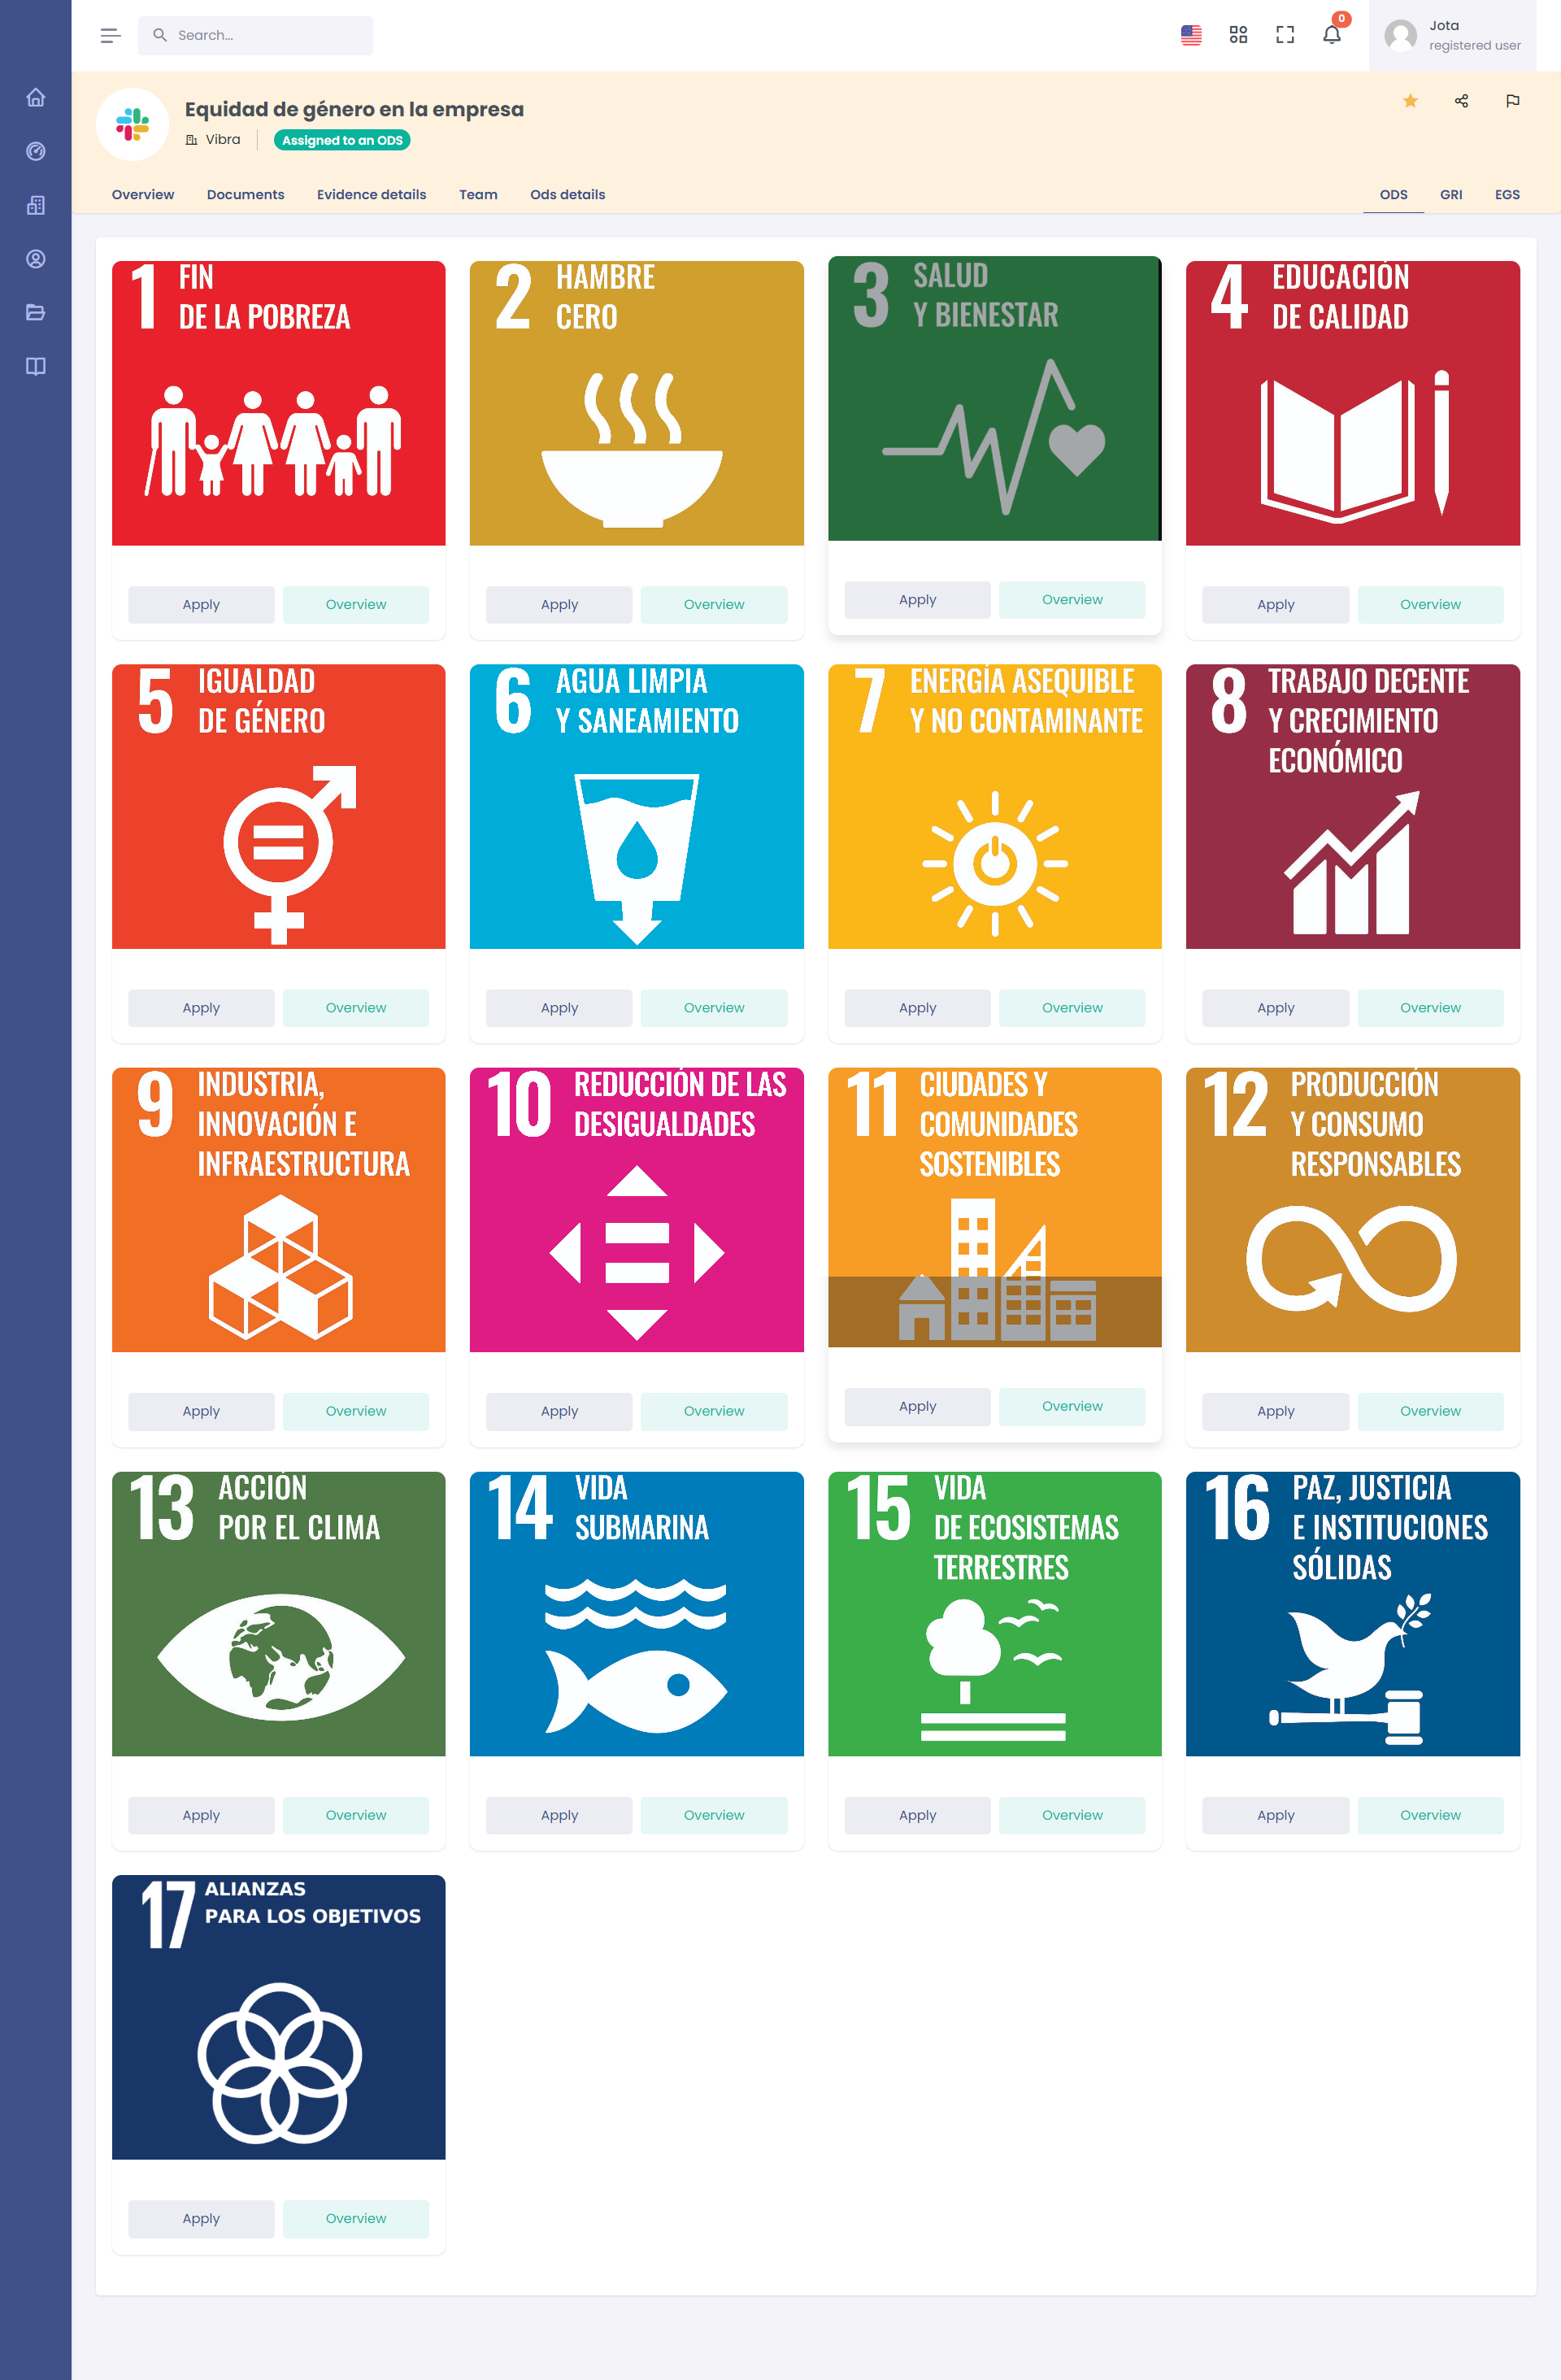 Search...
0
Jota
registered user
Equidad de género en la empresa
Vibra
Assigned to an ODS
Overview Documents Evidence details Team Ods details ODS GRI EGS
1 FIN
DE LA POBREZA
2 HAMBRE
CERO
3 SALUD
Y BIENESTAR
4 EDUCACIÓN
DE CALIDAD
Apply Overview
Apply Overview
Apply Overview
Apply Overview
5 IGUALDAD
DE GÉNERO
6 AGUA LIMPIA
Y SANEAMIENTO
7 ENERGÍA ASEQUIBLE
Y NO CONTAMINANTE
8 TRABAJO DECENTE
Y CRECIMIENTO
ECONÓMICO
Apply Overview
Apply Overview
Apply Overview
Apply Overview
9 INDUSTRIA,
INNOVACIÓN E
INFRAESTRUCTURA
10 REDUCCIÓN DE LAS
DESIGUALDADES
11 CIUDADES Y
COMUNIDADES
SOSTENIBLES
12 PRODUCCIÓN
Y CONSUMO
RESPONSABLES
Apply Overview
Apply Overview
Apply Overview
Apply Overview
13 ACCIÓN
POR EL CLIMA
14 VIDA
SUBMARINA
15 VIDA
DE ECOSISTEMAS
TERRESTRES
16 PAZ, JUSTICIA
E INSTITUCIONES
SÓLIDAS
Apply Overview
Apply Overview
Apply Overview
Apply Overview
17 ALIANZAS
PARA LOS OBJETIVOS
Apply Overview